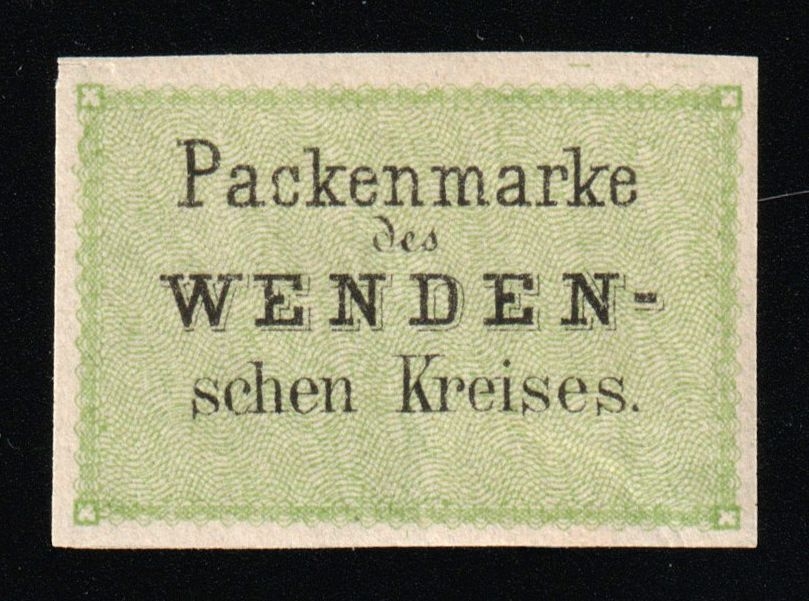 Packenmarke
des
WENDEN-
schen Kreises.